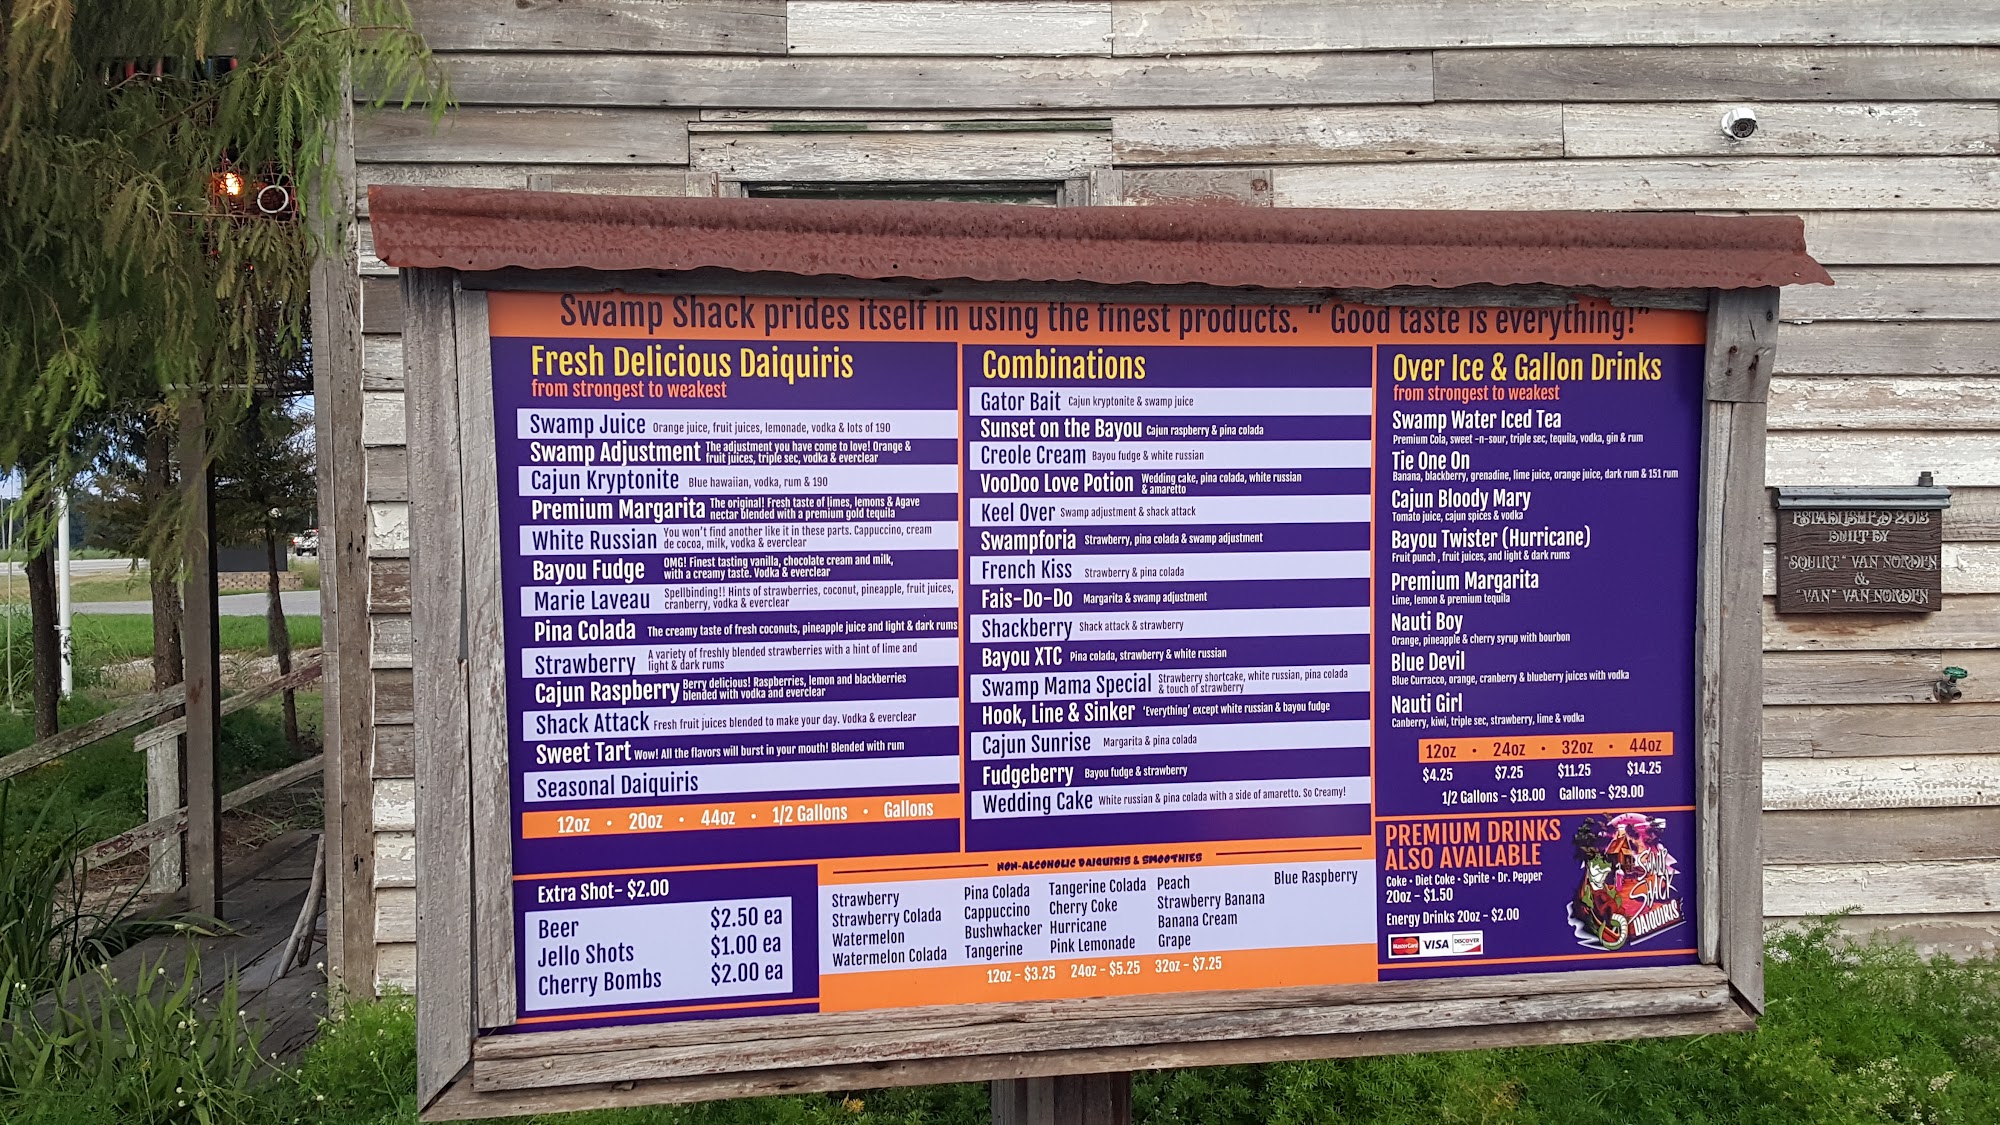 Swamp Shack prides itself in using the finest products. " Good taste is everything!"
Fresh Delicious Daiquiris
from strongest to weakest
Swamp Juice Orange juice, fruit juices, lemonade, vodka & lots of 190
Swamp Adjustment The adjustment you have come to love! Orange &
fruit juices, triple sec, vodka & everclear
Cajun Kryptonite Blue hawaiian, vodka, rum & 190
Premium Margarita The original! Fresh taste of limes, lemons & Agave
nectar blended with a premium gold tequila
White Russian You won't find another like it in these parts. Cappuccino, cream
de cocoa, milk, vodka & everclear
Bayou Fudge OMG! Finest tasting vanilla, chocolate cream and milk,
with a creamy taste. Vodka & everclear
Marie Laveau Spellbinding!! Hints of strawberries, coconut, pineapple, fruit juices,
cranberry, vodka & everclear
Pina Colada The creamy taste of fresh coconuts, pineapple juice and light & dark rums
Strawberry A variety of freshly blended strawberries with a hint of lime and
light & dark rums
Cajun Raspberry Berry delicious! Raspberries, lemon and blackberries
blended with vodka and everclear
Shack Attack Fresh fruit juices blended to make your day. Vodka & everclear
Sweet Tart Wow! All the flavors will burst in your mouth! Blended with rum
Seasonal Daiquiris
12oz • 20oz • 44oz • 1/2 Gallons • Gallons
Extra Shot- $2.00
Beer $2.50 ea
Jello Shots $1.00 ea
Cherry Bombs $2.00 ea
Combinations
Gator Bait Cajun kryptonite & swamp juice
Sunset on the Bayou Cajun raspberry & pina colada
Creole Cream Bayou fudge & white russian
VooDoo Love Potion Wedding cake, pina colada, white russian
& amaretto
Keel Over Swamp adjustment & shack attack
Swampforia Strawberry, pina colada & swamp adjustment
French Kiss Strawberry & pina colada
Fais-Do-Do Margarita & swamp adjustment
Shackberry Shack attack & strawberry
Bayou XTC Pina colada, strawberry & white russian
Swamp Mama Special Strawberry shortcake, white russian, pina colada
& touch of strawberry
Hook, Line & Sinker 'Everything' except white russian & bayou fudge
Cajun Sunrise Margarita & pina colada
Fudgeberry Bayou fudge & strawberry
Wedding Cake White russian & pina colada with a side of amaretto. So Creamy!
NON-ALCOHOLIC DAIQUIRIS & SMOOTHIES
Strawberry
Strawberry Colada
Watermelon
Watermelon Colada
Pina Colada
Cappuccino
Bushwhacker
Tangerine
Tangerine Colada
Cherry Coke
Hurricane
Pink Lemonade
Peach
Strawberry Banana
Banana Cream
Grape
Blue Raspberry
12oz - $3.25 24oz - $5.25 32oz - $7.25
Over Ice & Gallon Drinks
from strongest to weakest
Swamp Water Iced Tea
Premium Cola, sweet -n-sour, triple sec, tequila, vodka, gin & rum
Tie One On
Banana, blackberry, grenadine, lime juice, orange juice, dark rum & 151 rum
Cajun Bloody Mary
Tomato juice, cajun spices & vodka
Bayou Twister (Hurricane)
Fruit punch , fruit juices, and light & dark rums
Premium Margarita
Lime, lemon & premium tequila
Nauti Boy
Orange, pineapple & cherry syrup with bourbon
Blue Devil
Blue Curracco, orange, cranberry & blueberry juices with vodka
Nauti Girl
Canberry, kiwi, triple sec, strawberry, lime & vodka
12oz • 24oz • 32oz • 44oz
$4.25 $7.25 $11.25 $14.25
1/2 Gallons - $18.00 Gallons - $29.00
PREMIUM DRINKS
ALSO AVAILABLE
Coke • Diet Coke • Sprite • Dr. Pepper
20oz - $1.50
Energy Drinks 20oz - $2.00
MasterCard VISA DISCOVER
SWAMP
SHACK
DAIQUIRIS
ESTABLISHED 2013
BUILT BY
"SQUIRT" VAN NORDEN
&
"VAN" VAN NORDEN